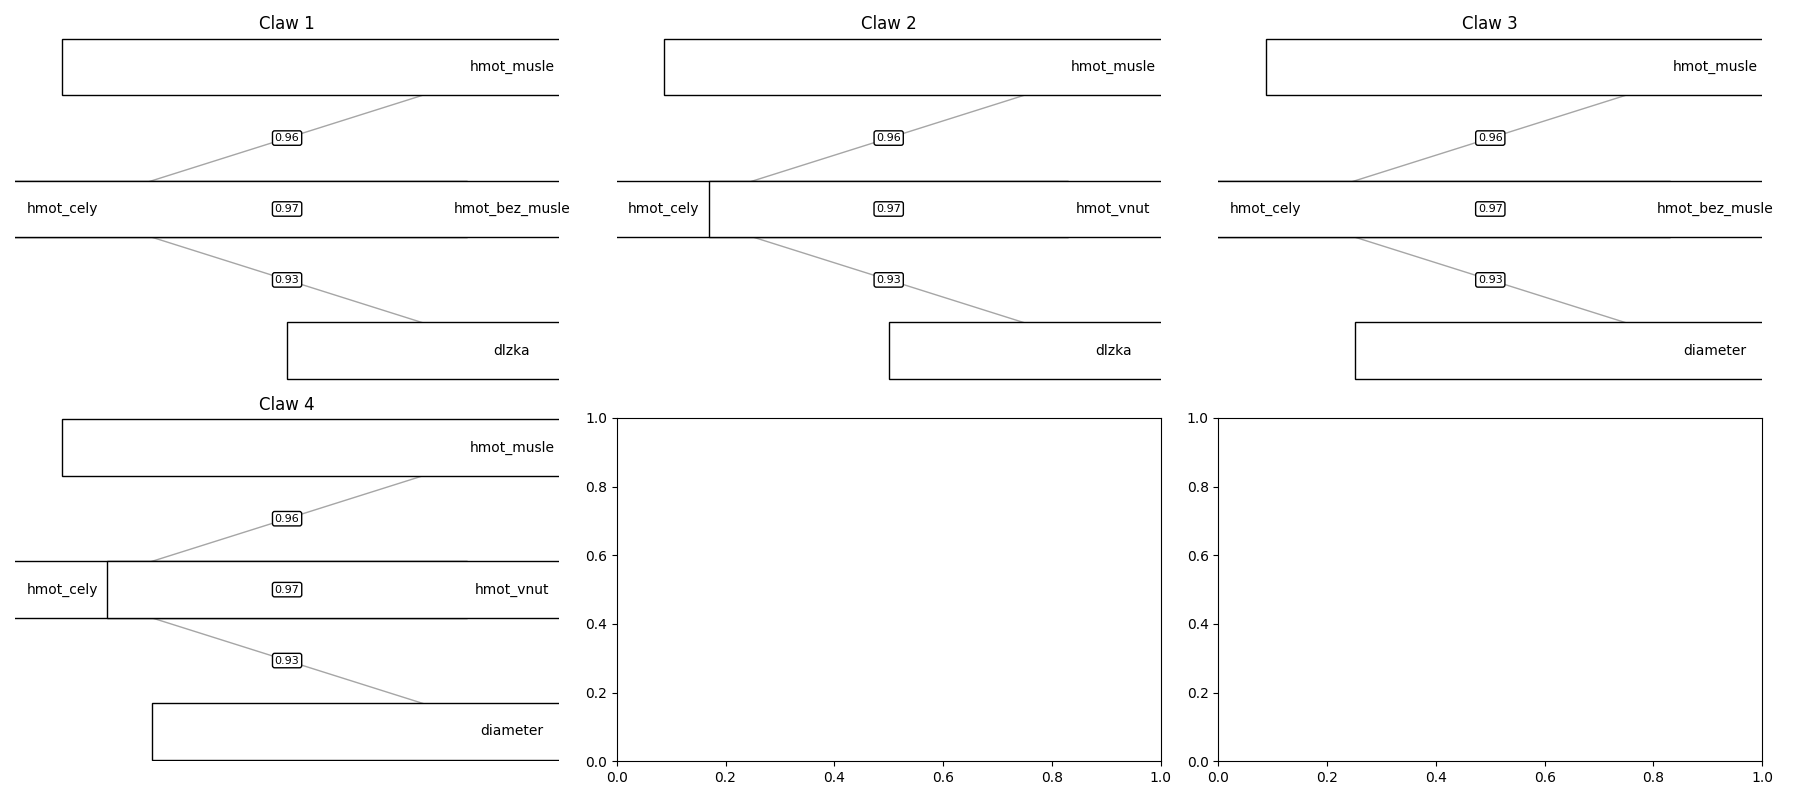 Claw 1
hmot_musle
0.96
hmot_cely
0.97
hmot_bez_musle
0.93
dlzka
Claw 2
hmot_musle
0.96
hmot_cely
0.97
hmot_vnut
0.93
dlzka
Claw 3
hmot_musle
0.96
hmot_cely
0.97
hmot_bez_musle
0.93
diameter
Claw 4
hmot_musle
0.96
hmot_cely
0.97
hmot_vnut
0.93
diameter
1.0
0.8
0.6
0.4
0.2
0.0
0.0 0.2 0.4 0.6 0.8 1.0
1.0
0.8
0.6
0.4
0.2
0.0
0.0 0.2 0.4 0.6 0.8 1.0